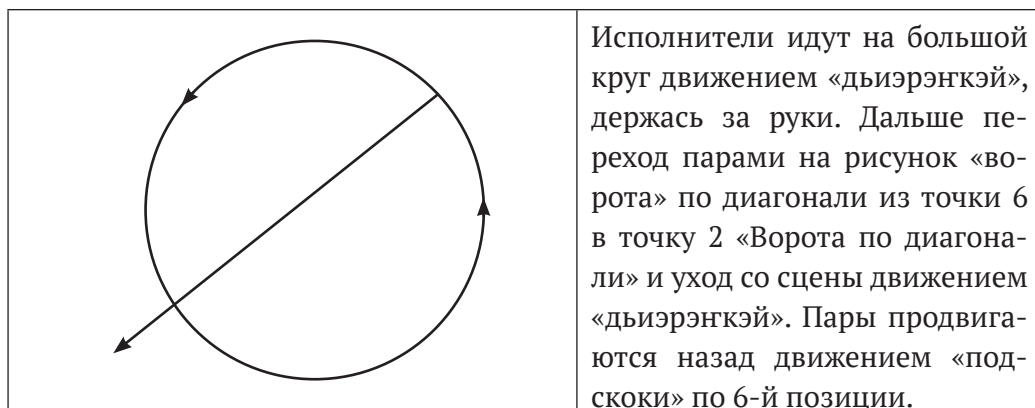 Исполнители идут на большой
круг движением «дьиэрэҥкэй»,
держась за руки. Дальше пе-
реход парами на рисунок «во-
рота» по диагонали из точки 6
в точку 2 «Ворота по диагона-
ли» и уход со сцены движением
«дьиэрэҥкэй». Пары продвига-
ются назад движением «под-
скоки» по 6-й позиции.